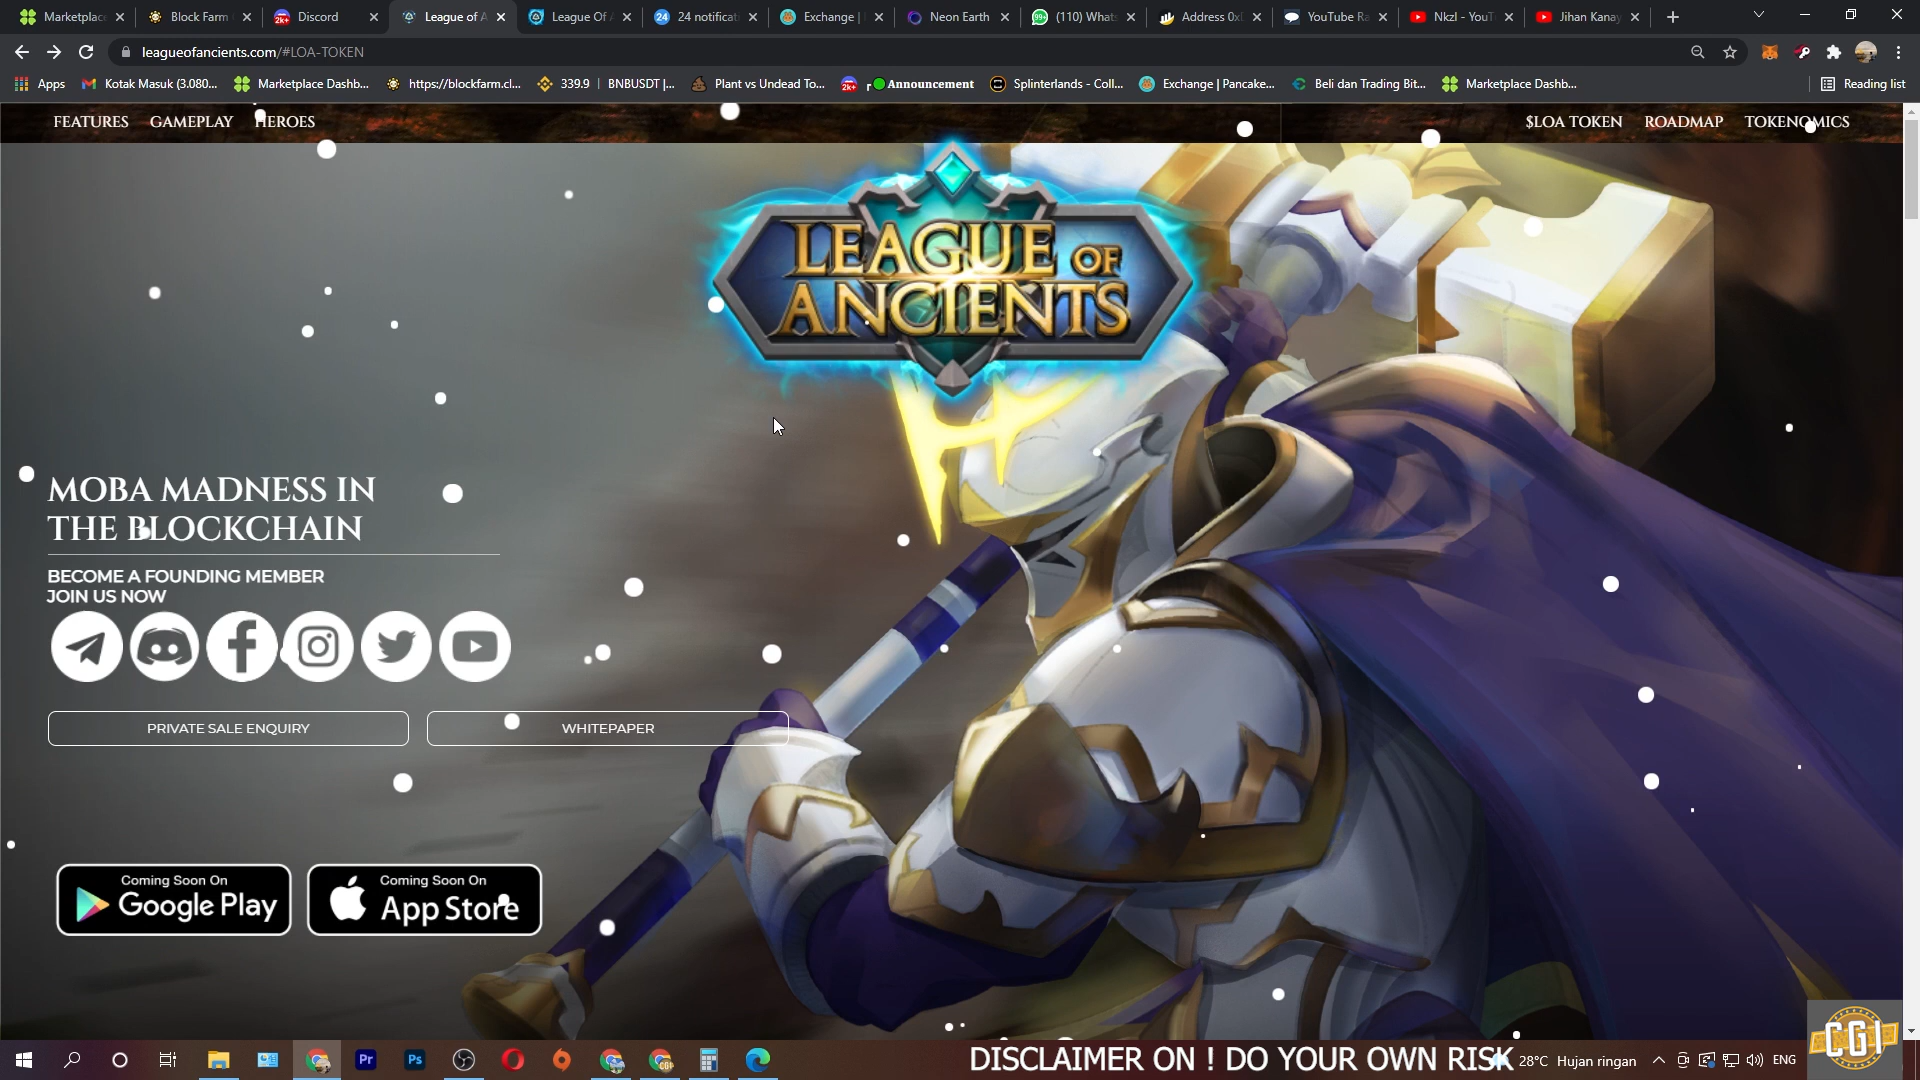 Marketplac
Block Farm
Discord
League of A
League Of A
24 notificat
Exchange |
Neon Earth
(110) Whats
Address 0x
YouTube Ra
Nkzl - YouT
Jihan Kanay
leagueofancients.com/#LOA-TOKEN
Apps
Kotak Masuk (3.080...
Marketplace Dashb...
https://blockfarm.cl...
339.9 | BNBUSDT |...
Plant vs Undead To...
Announcement
Splinterlands - Coll...
Exchange | Pancake...
Beli dan Trading Bit...
Marketplace Dashb...
Reading list
FEATURES
GAMEPLAY
HEROES
$LOA TOKEN
ROADMAP
TOKENOMICS
LEAGUE OF
ANCIENTS
MOBA MADNESS IN
THE BLOCKCHAIN
BECOME A FOUNDING MEMBER
JOIN US NOW
PRIVATE SALE ENQUIRY
WHITEPAPER
Coming Soon On
Google Play
Coming Soon On
App Store
DISCLAIMER ON ! DO YOUR OWN RISK
28°C Hujan ringan
ENG
CGI